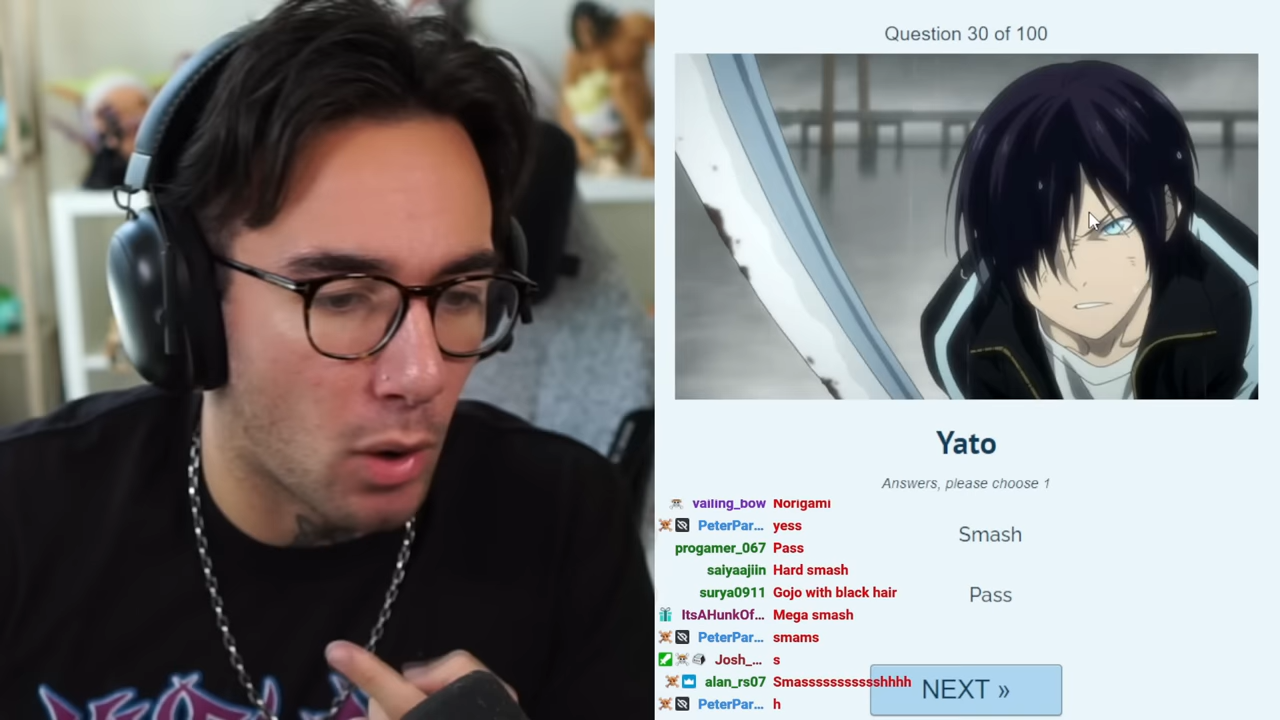 Question 30 of 100
Yato
Answers, please choose 1
vailing_bow Norigami
PeterPar... yess
Smash
progamer_067 Pass
saiyaajiin Hard smash
surya0911 Gojo with black hair
Pass
ItsAHunkOf... Mega smash
PeterPar... smams
Josh_... s
alan_rs07 Smasssssssssssshhhh
NEXT »
PeterPar... h